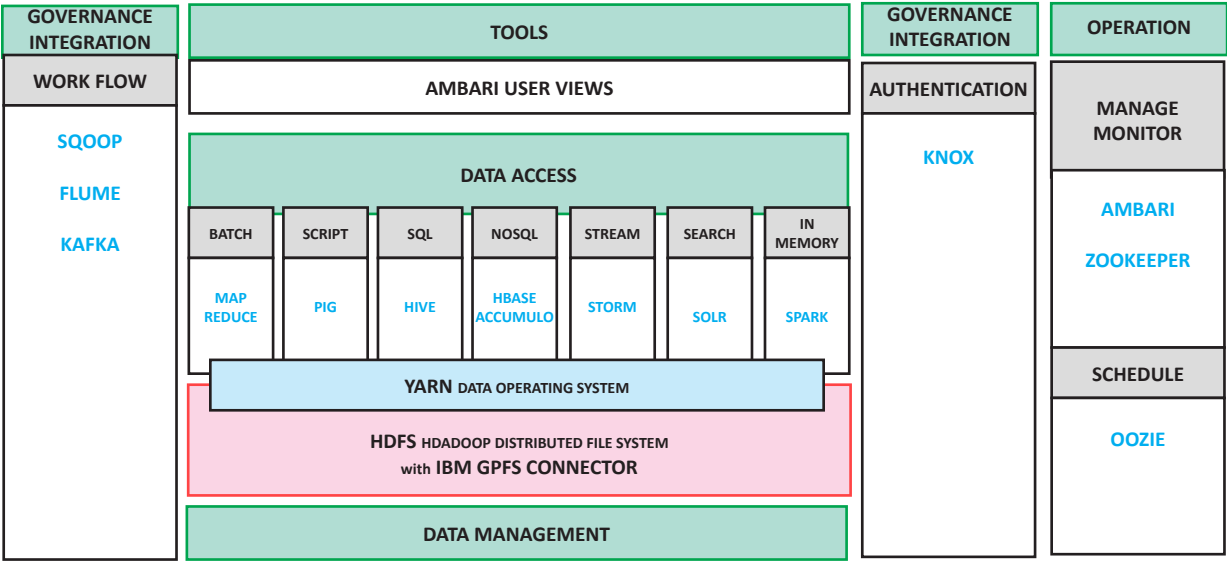 GOVERNANCE
INTEGRATION
WORK FLOW
SQOOP
FLUME
KAFKA
TOOLS
AMBARI USER VIEWS
DATA ACCESS
BATCH
MAP
REDUCE
SCRIPT
PIG
SQL
HIVE
NOSQL
HBASE
ACCUMULO
STREAM
STORM
SEARCH
SOLR
IN
MEMORY
SPARK
YARN DATA OPERATING SYSTEM
HDFS HDADOOP DISTRIBUTED FILE SYSTEM
with IBM GPFS CONNECTOR
DATA MANAGEMENT
GOVERNANCE
INTEGRATION
AUTHENTICATION
KNOX
OPERATION
MANAGE
MONITOR
AMBARI
ZOOKEEPER
SCHEDULE
OOZIE